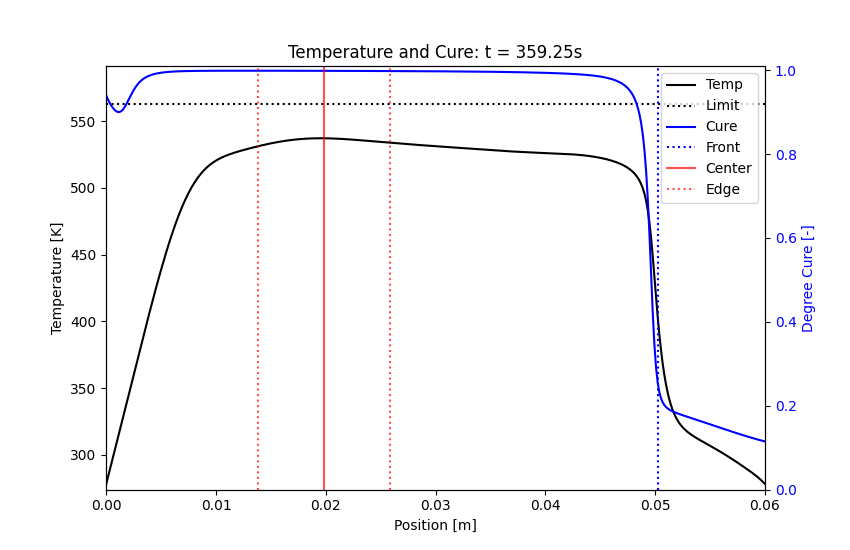 Temperature and Cure: t = 359.25s
Temperature [K]
550
500
450
400
350
300
Temp
Limit
Cure
Front
Center
Edge
1.0
0.8
0.6
0.4
0.2
0.0
Degree Cure [-]
0.00
0.01
0.02
0.03
0.04
0.05
0.06
Position [m]